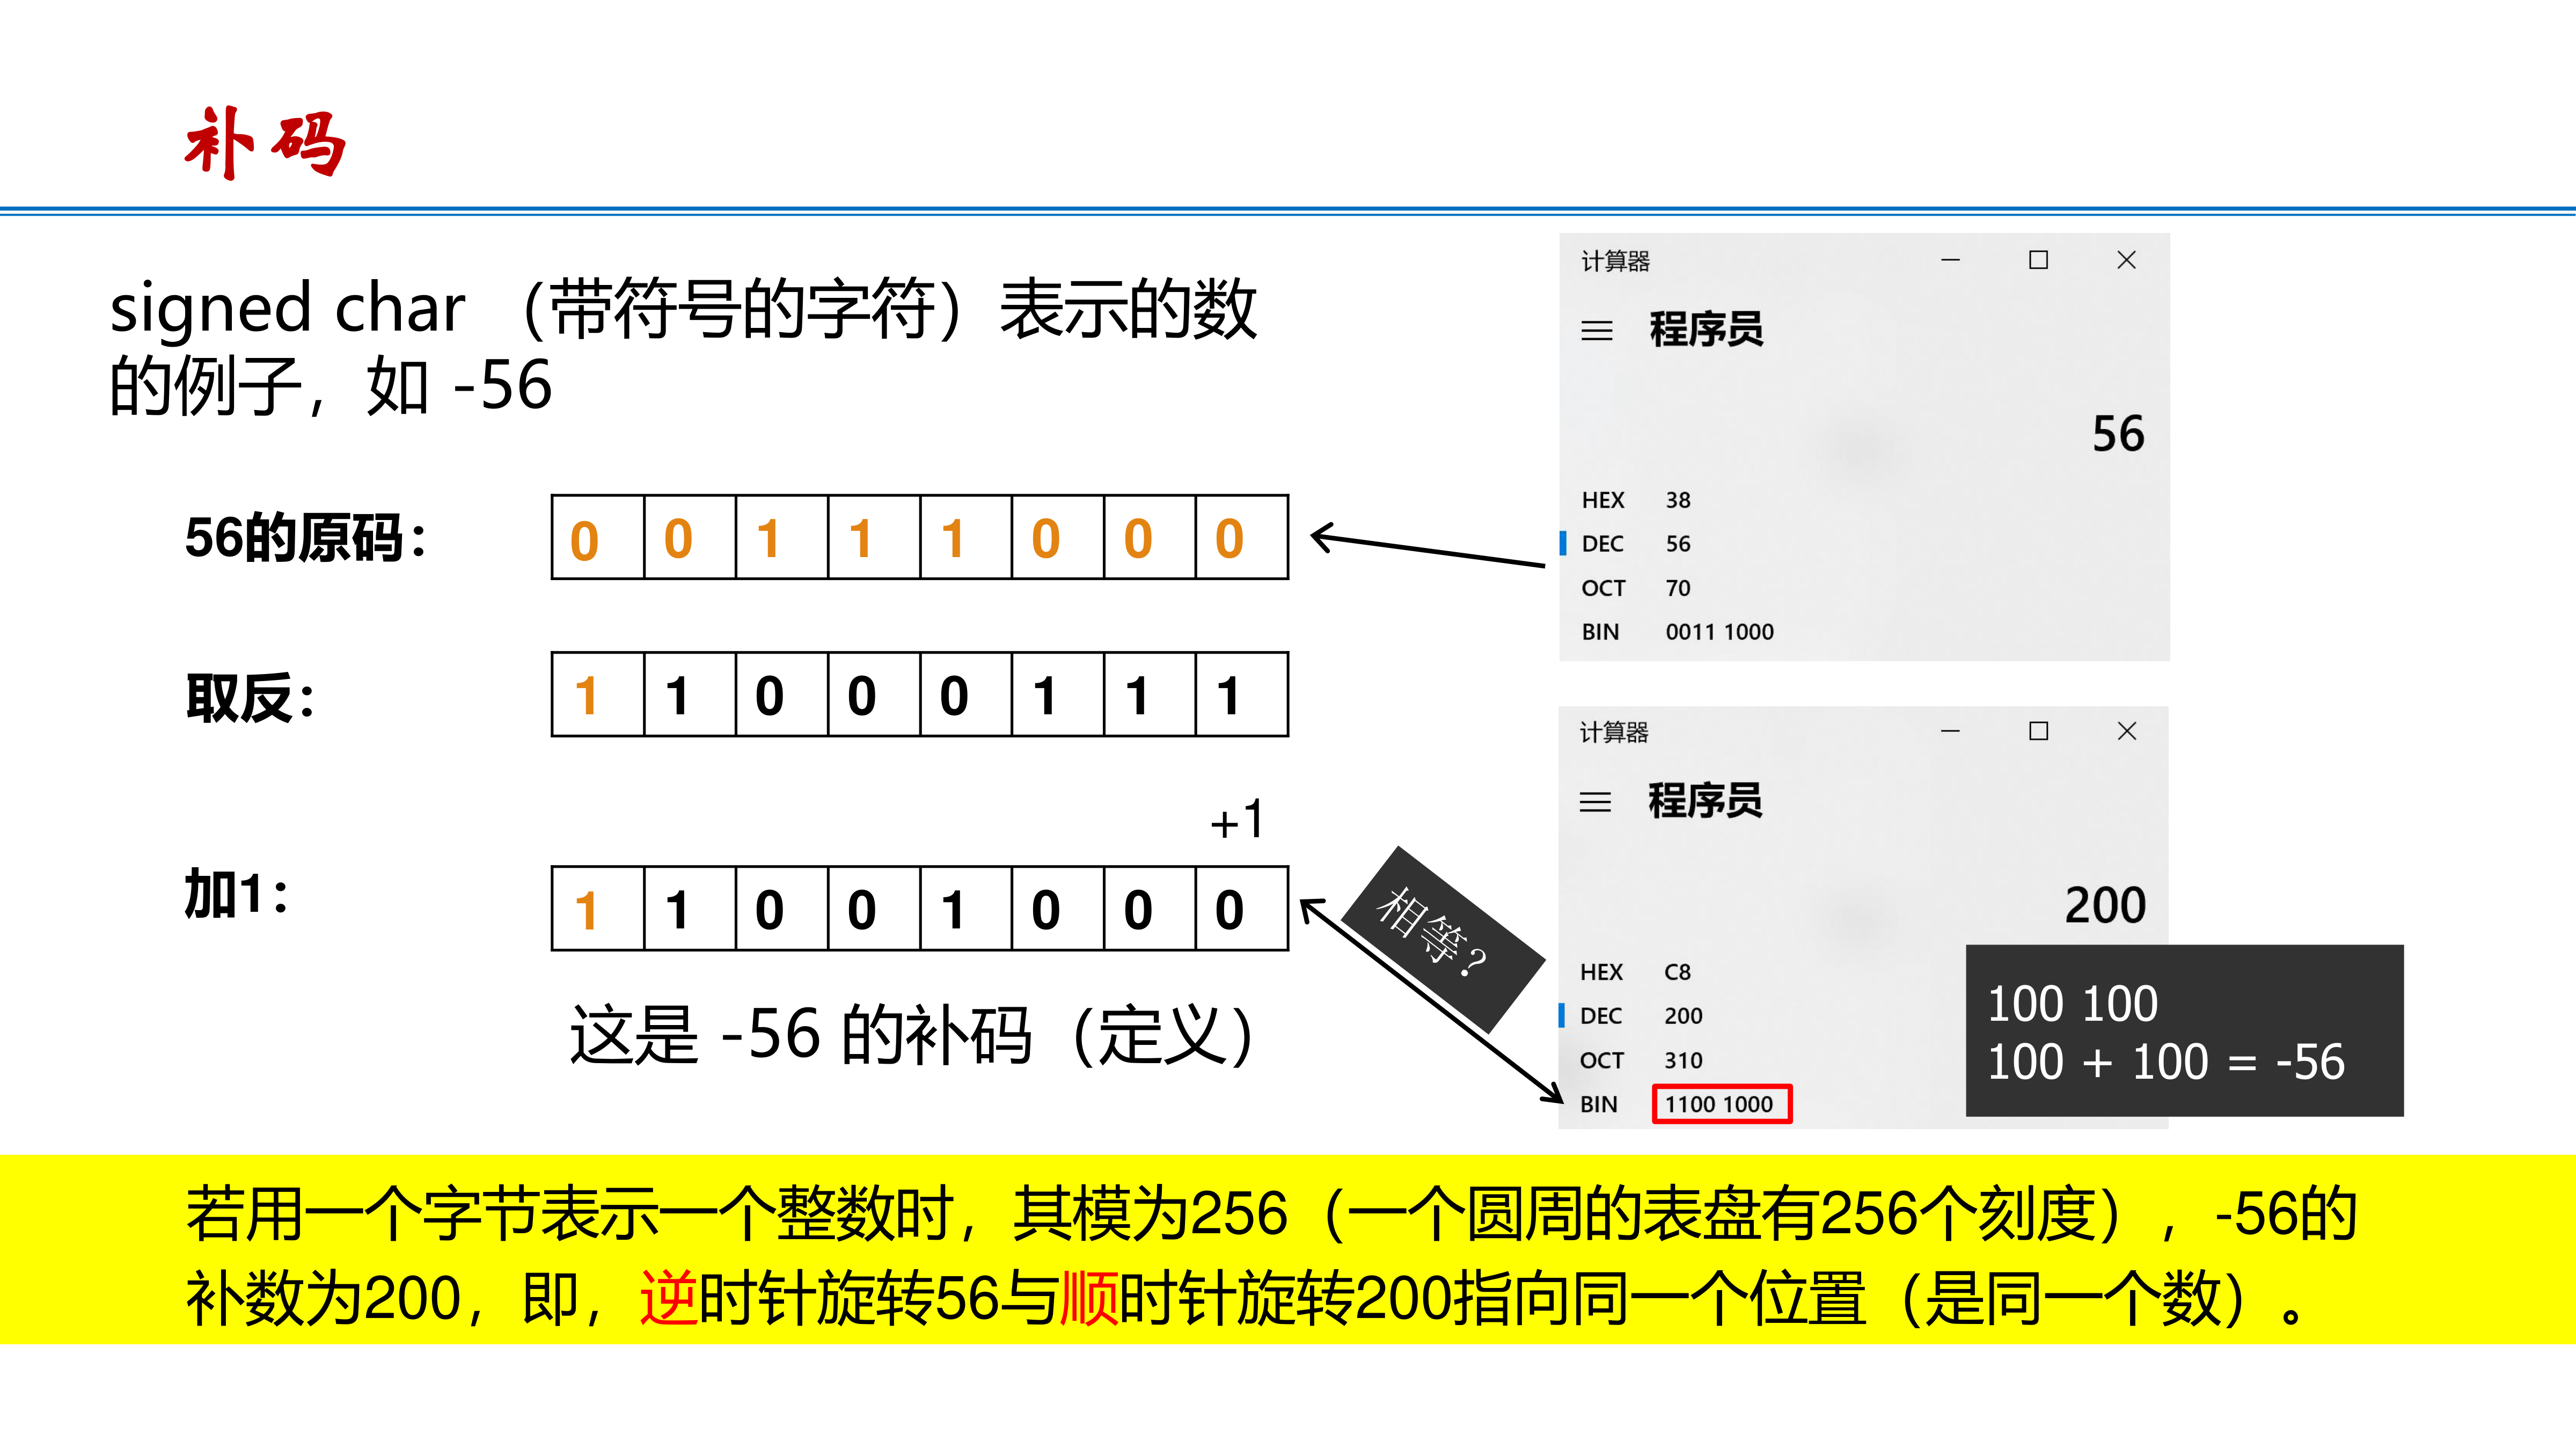 补码
signed char （带符号的字符）表示的数
的例子，如 -56
56的原码：
0 0 1 1 1 0 0 0
取反：
1 1 0 0 0 1 1 1
+1
加1：
1 1 0 0 1 0 0 0
这是 -56 的补码（定义）
相等？
计算器
程序员
56
HEX 38
DEC 56
OCT 70
BIN 0011 1000
计算器
程序员
200
HEX C8
DEC 200
OCT 310
BIN 1100 1000
100 100
100 + 100 = -56
若用一个字节表示一个整数时，其模为256（一个圆周的表盘有256个刻度），-56的
补数为200，即，逆时针旋转56与顺时针旋转200指向同一个位置（是同一个数）。